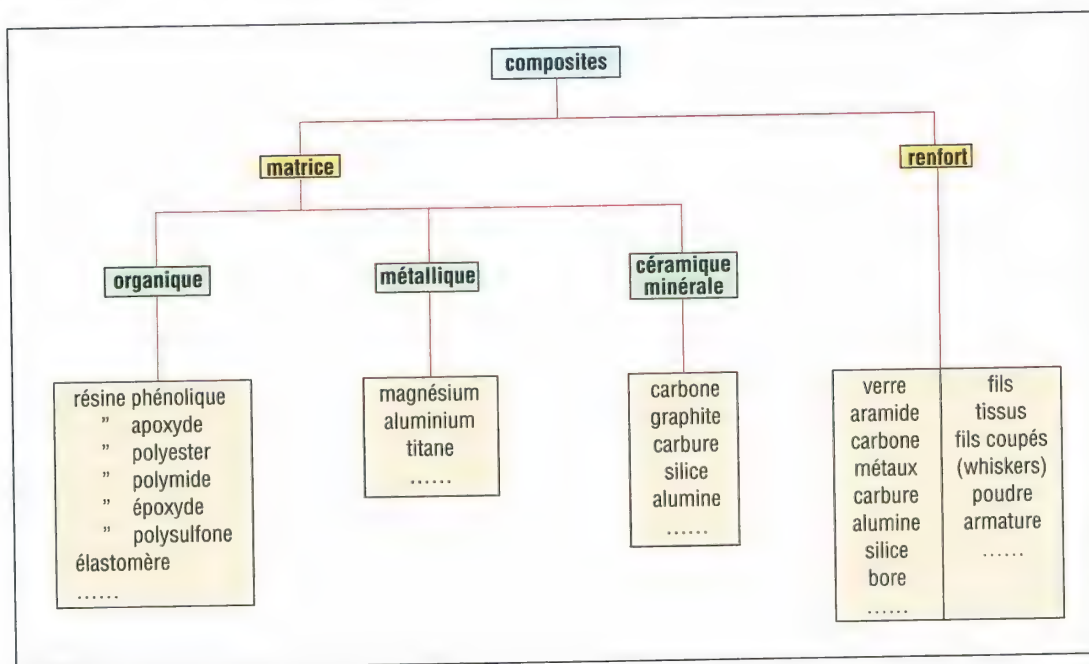 composites
matrice
renfort
organique
métallique
céramique
minérale
résine phénolique
" apoxyde
" polyester
" polymide
" époxyde
" polysulfone
élastomère
......
magnésium
aluminium
titane
......
carbone
graphite
carbure
silice
alumine
......
verre
aramide
carbone
métaux
carbure
alumine
silice
bore
......
fils
tissus
fils coupés
(whiskers)
poudre
armature
......